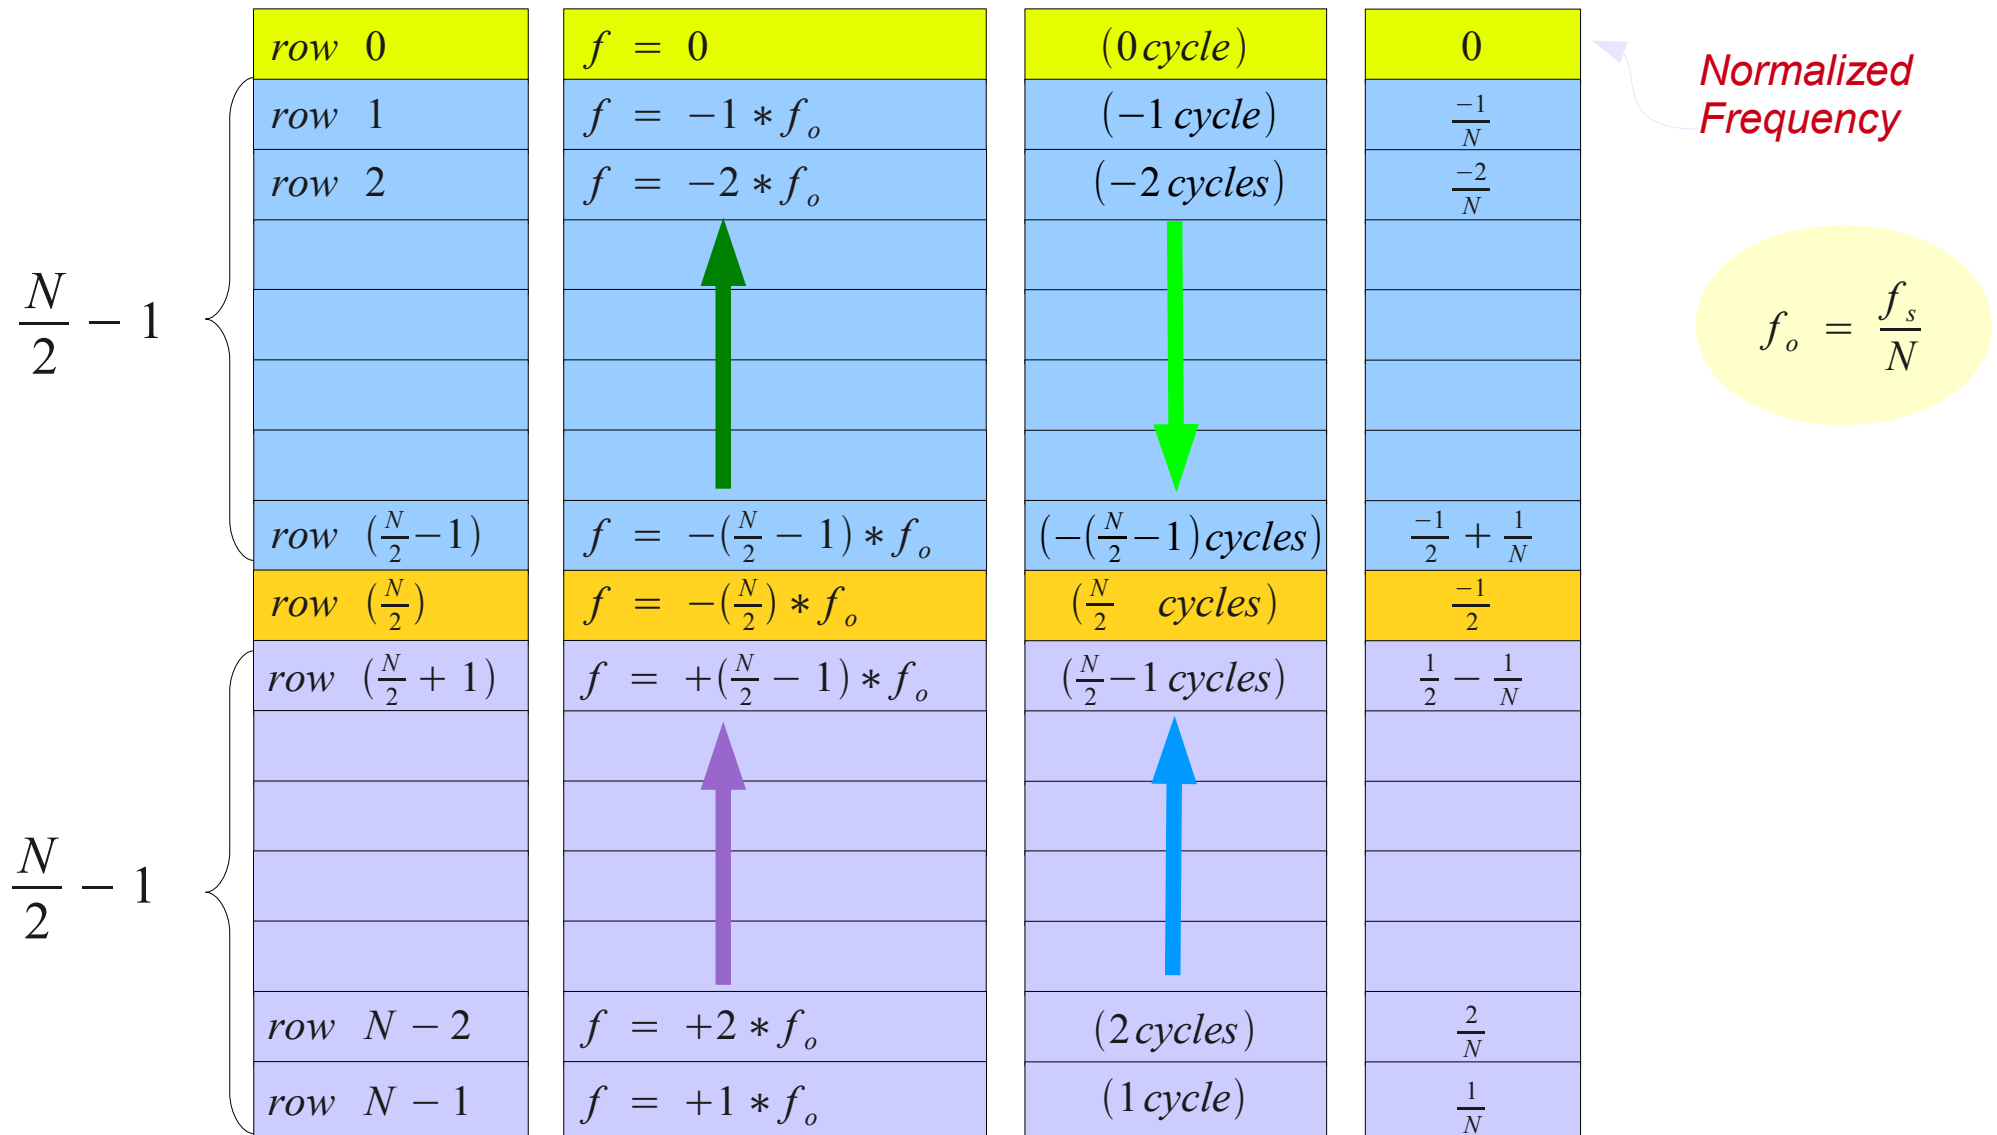 row 0 f = 0 (0 cycle) 0
Normalized
Frequency
row 1 f = −1 ∗ f_o (−1 cycle) −1/N
row 2 f = −2 ∗ f_o (−2 cycles) −2/N
N/2 − 1
f_o = f_s/N
row (N/2−1) f = −(N/2 − 1) ∗ f_o (−(N/2−1) cycles) −1/2 + 1/N
row (N/2) f = −(N/2) ∗ f_o (N/2 cycles) −1/2
row (N/2 + 1) f = +(N/2 − 1) ∗ f_o (N/2−1 cycles) 1/2 − 1/N
N/2 − 1
row N − 2 f = +2 ∗ f_o (2 cycles) 2/N
row N − 1 f = +1 ∗ f_o (1 cycle) 1/N